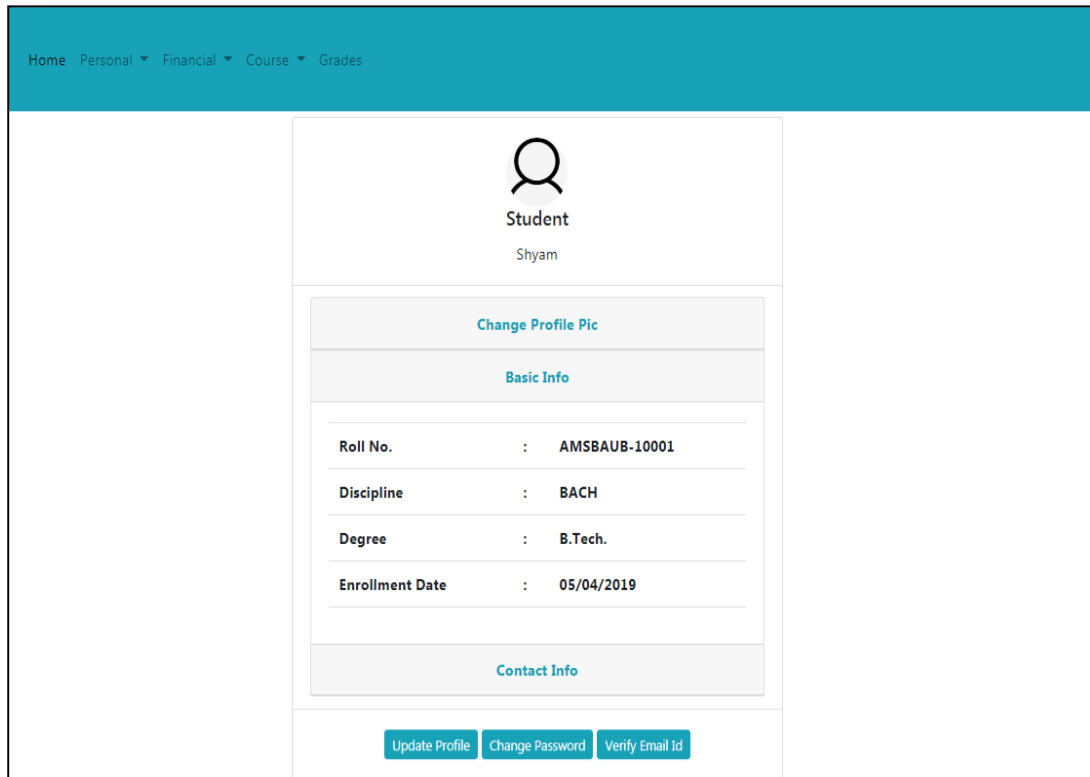 Home Personal Financial Course Grades
Student
Shyam
Change Profile Pic
Basic Info
Roll No. : AMSBAUB-10001
Discipline : BACH
Degree : B.Tech.
Enrollment Date : 05/04/2019
Contact Info
Update Profile Change Password Verify Email Id